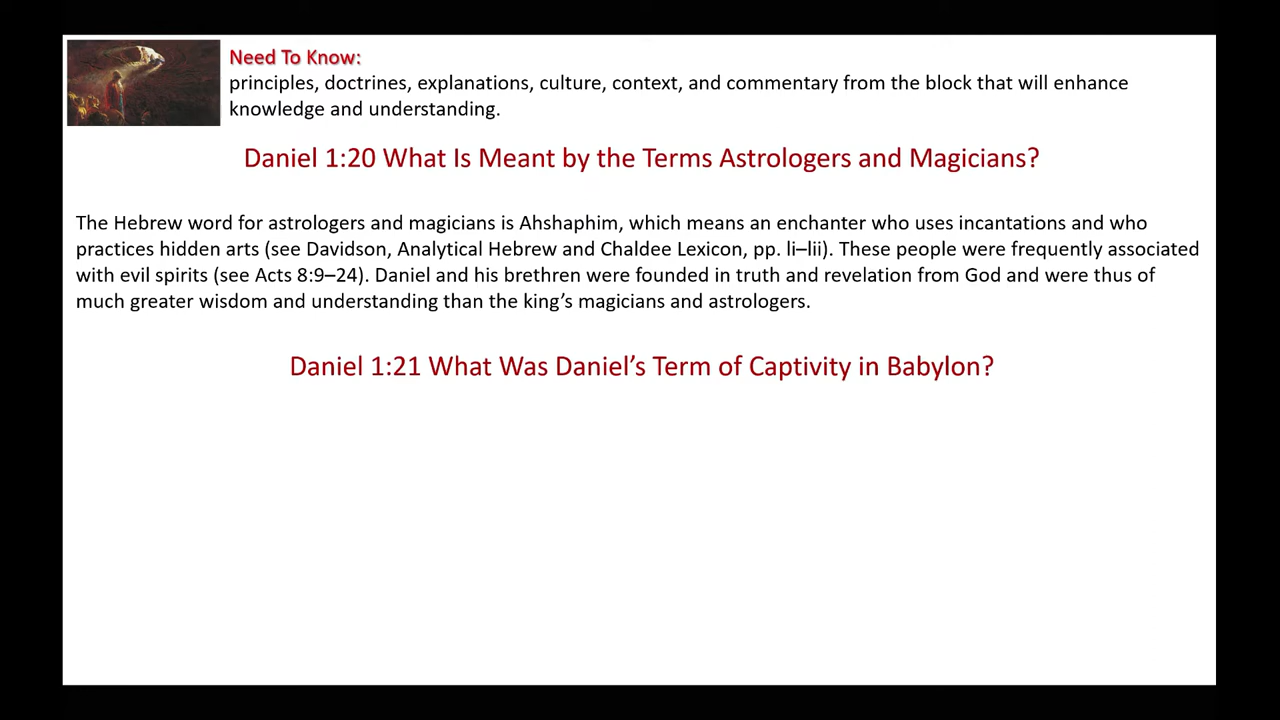 Need To Know:
principles, doctrines, explanations, culture, context, and commentary from the block that will enhance
knowledge and understanding.
Daniel 1:20 What Is Meant by the Terms Astrologers and Magicians?
The Hebrew word for astrologers and magicians is Ahshaphim, which means an enchanter who uses incantations and who
practices hidden arts (see Davidson, Analytical Hebrew and Chaldee Lexicon, pp. li–lii). These people were frequently associated
with evil spirits (see Acts 8:9–24). Daniel and his brethren were founded in truth and revelation from God and were thus of
much greater wisdom and understanding than the king’s magicians and astrologers.
Daniel 1:21 What Was Daniel’s Term of Captivity in Babylon?